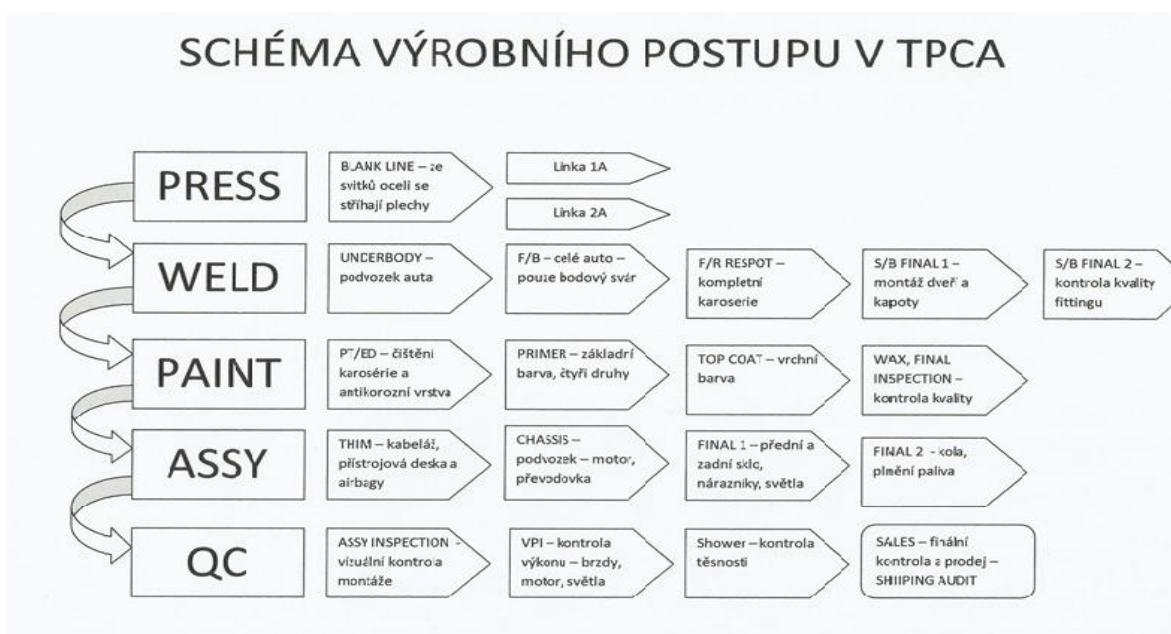 SCHÉMA VÝROBNÍHO POSTUPU V TPCA
PRESS
BLANK LINE – ze
svitků oceli se
stříhají plechy
Linka 1A
Linka 2A
WELD
UNDERBODY –
podvozek auta
F/B – celé auto –
pouze bodový svár
F/R RESPOT –
kompletní
karoserie
S/B FINAL 1 –
montáž dveří a
kapoty
S/B FINAL 2 –
kontrola kvality
fittingu
PAINT
PT/ED – čištění
karosérie a
antikorozní vrstva
PRIMER – základní
barva, čtyři druhy
TOP COAT – vrchní
barva
WAX, FINAL
INSPECTION –
kontrola kvality
ASSY
THIM – kabeláž,
přístrojová deska a
airbagy
CHASSIS –
podvozek – motor,
převodovka
FINAL 1 – přední a
zadní sklo,
nárazníky, světla
FINAL 2 - kola,
plnění paliva
QC
ASSY INSPECTION -
vizuální kontrola
montáže
VPI – kontrola
výkonu – brzdy,
motor, světla
Shower – kontrola
těsnosti
SALES – finální
kontrola a prodej –
SHIIPING AUDIT